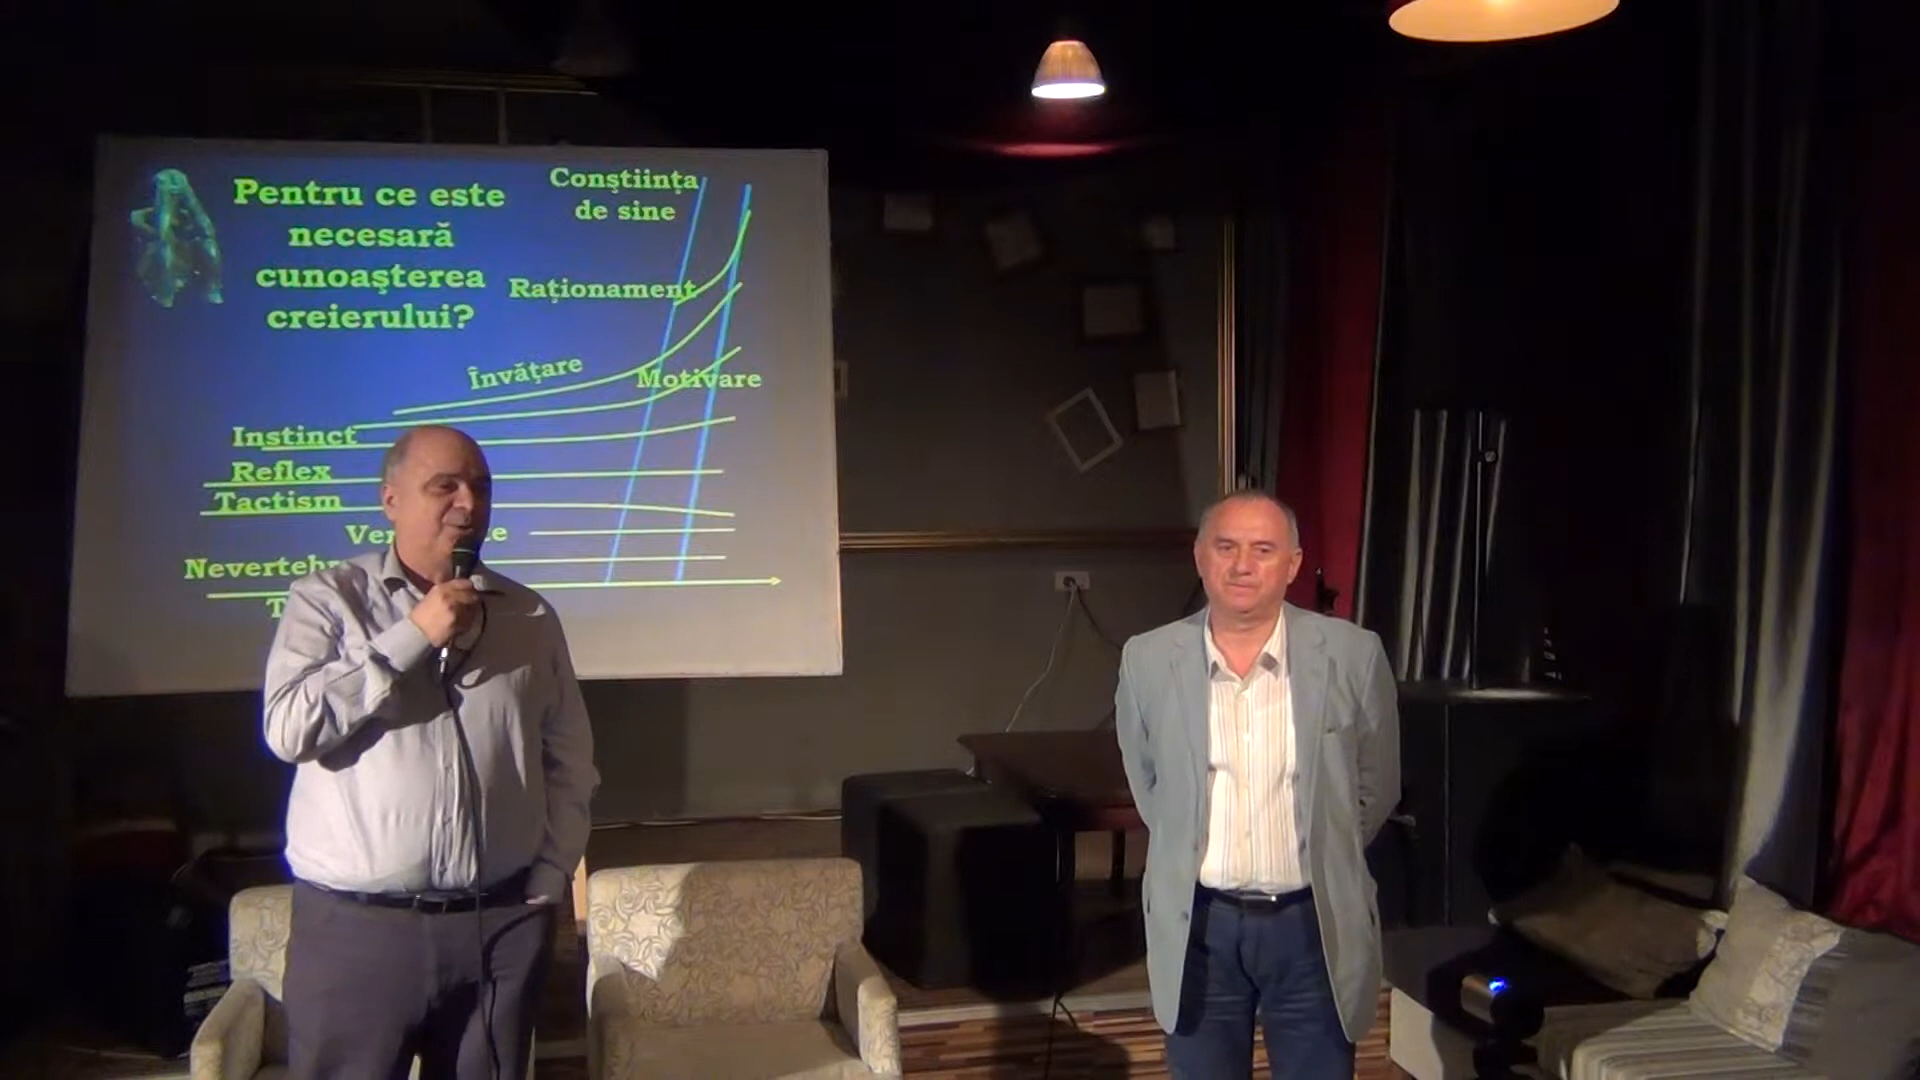 Pentru ce este
necesară
cunoaşterea
creierului?
Conştiinţa
de sine
Raţionament
Învăţare
Motivare
Instinct
Reflex
Tactism